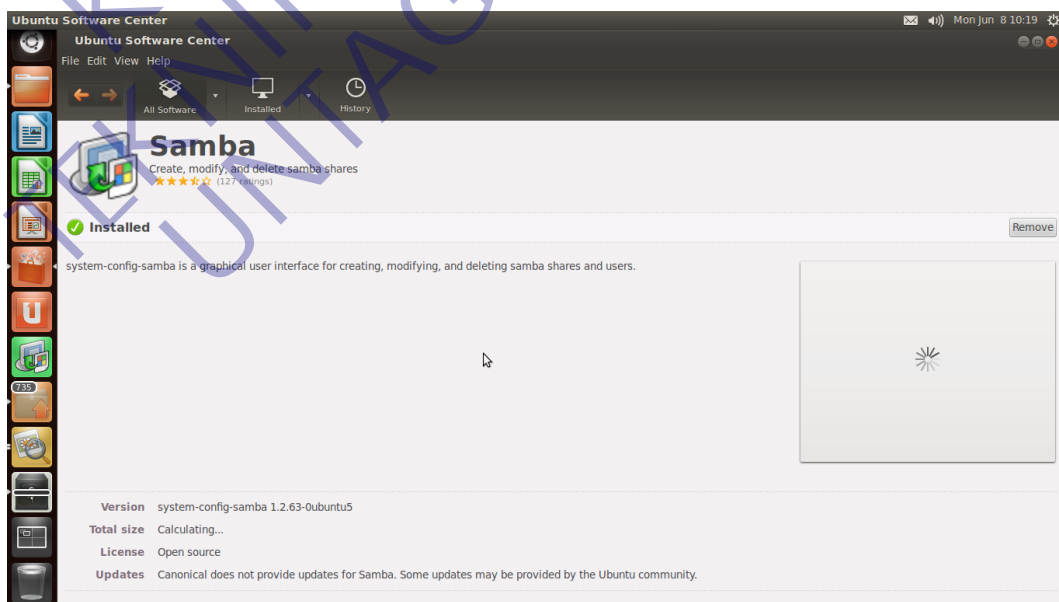 Ubuntu Software Center
Mon Jun 8 10:19
Ubuntu Software Center
File Edit View Help
All Software
Installed
History
Samba
Create, modify, and delete samba shares
(127 ratings)
Installed
Remove
system-config-samba is a graphical user interface for creating, modifying, and deleting samba shares and users.
735
Version system-config-samba 1.2.63-0ubuntu5
Total size Calculating...
License Open source
Updates Canonical does not provide updates for Samba. Some updates may be provided by the Ubuntu community.
UNTAG